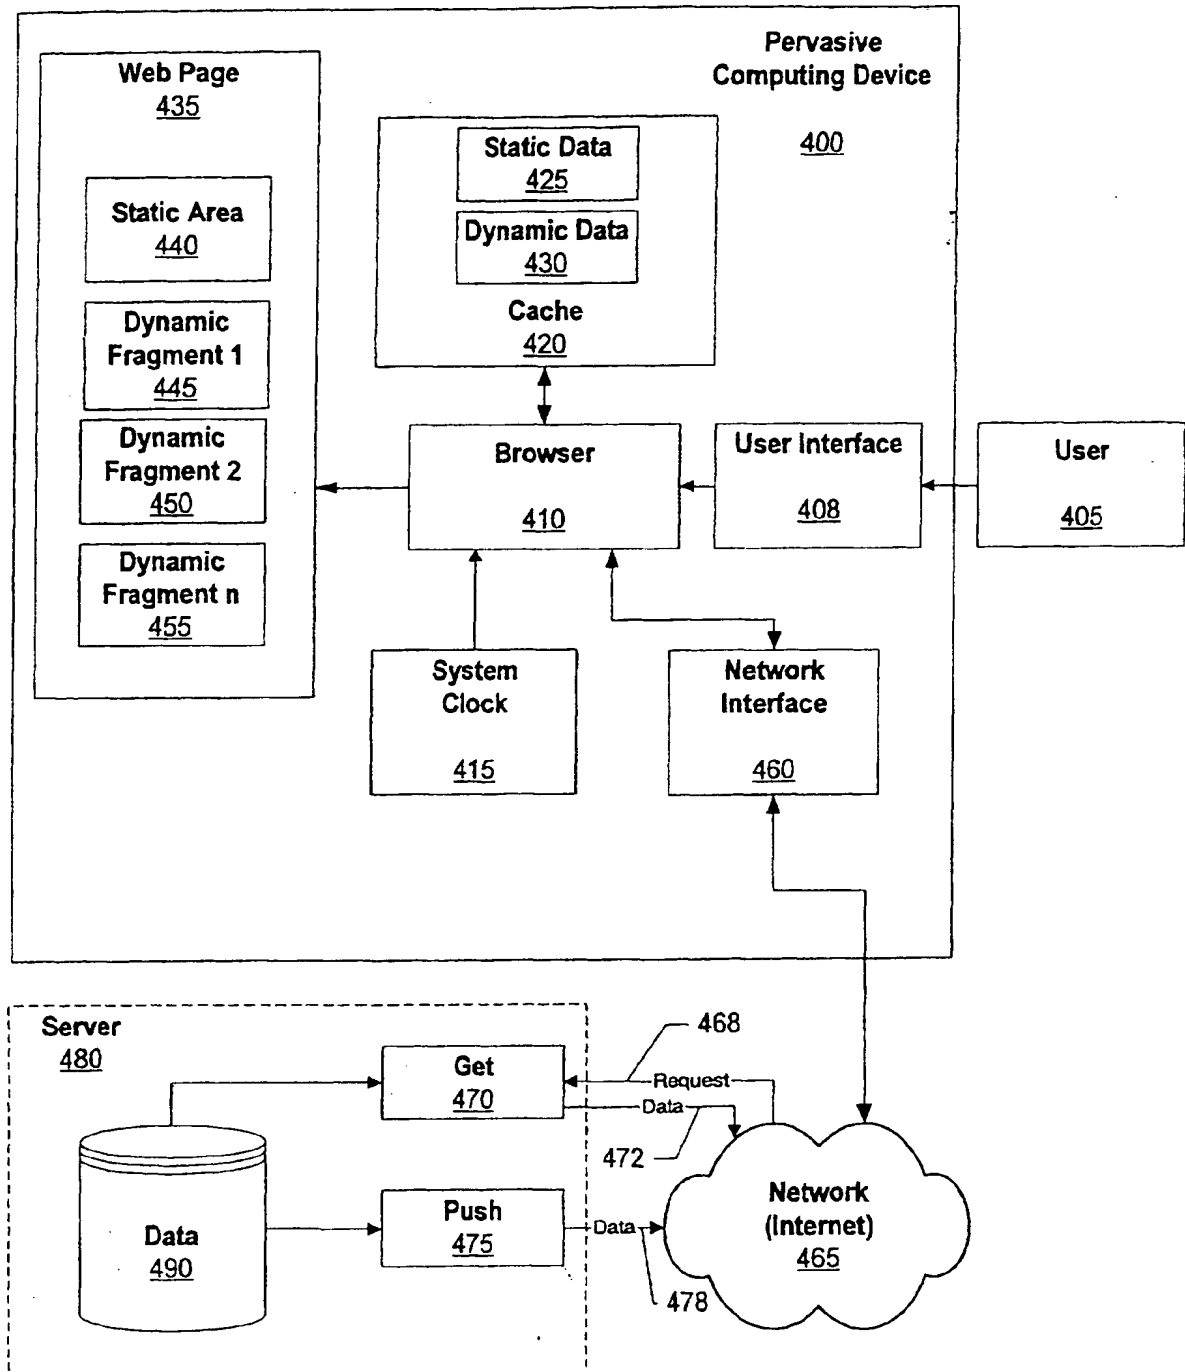 Pervasive
Computing Device
400
Web Page
435
Static Area
440
Dynamic
Fragment 1
445
Dynamic
Fragment 2
450
Dynamic
Fragment n
455
Static Data
425
Dynamic Data
430
Cache
420
Browser
410
User Interface
408
User
405
System
Clock
415
Network
Interface
460
Server
480
Get
470
468
Request
Data
472
Push
475
Data
478
Data
490
Network
(Internet)
465